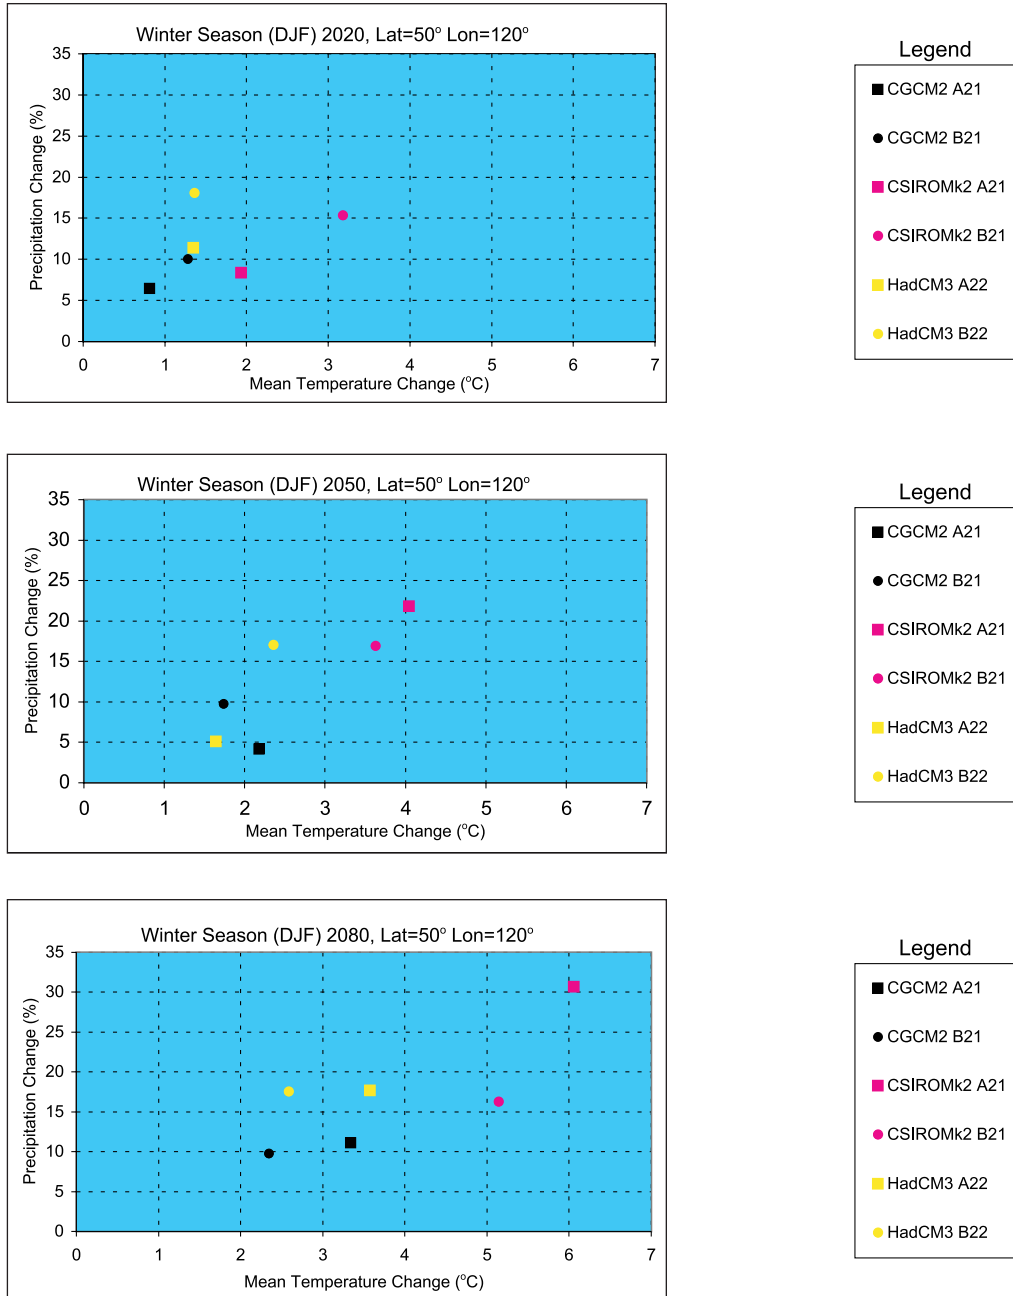 Winter Season (DJF) 2020, Lat=50° Lon=120°
35
30
25
20
15
10
5
0
Precipitation Change (%)
0 1 2 3 4 5 6 7
Mean Temperature Change (°C)
Legend
CGCM2 A21
CGCM2 B21
CSIROMk2 A21
CSIROMk2 B21
HadCM3 A22
HadCM3 B22
Winter Season (DJF) 2050, Lat=50° Lon=120°
35
30
25
20
15
10
5
0
Precipitation Change (%)
0 1 2 3 4 5 6 7
Mean Temperature Change (°C)
Legend
CGCM2 A21
CGCM2 B21
CSIROMk2 A21
CSIROMk2 B21
HadCM3 A22
HadCM3 B22
Winter Season (DJF) 2080, Lat=50° Lon=120°
35
30
25
20
15
10
5
0
Precipitation Change (%)
0 1 2 3 4 5 6 7
Mean Temperature Change (°C)
Legend
CGCM2 A21
CGCM2 B21
CSIROMk2 A21
CSIROMk2 B21
HadCM3 A22
HadCM3 B22